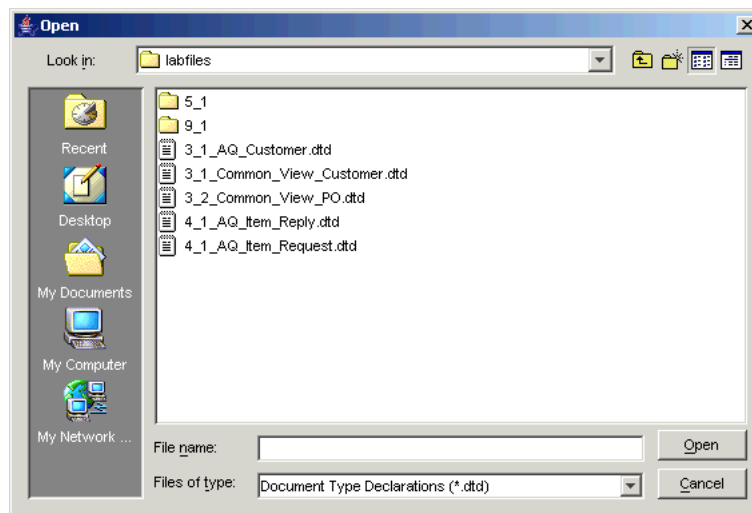 Open
Look in:
labfiles
Recent
Desktop
My Documents
My Computer
My Network ...
5_1
9_1
3_1_AQ_Customer.dtd
3_1_Common_View_Customer.dtd
3_2_Common_View_PO.dtd
4_1_AQ_Item_Reply.dtd
4_1_AQ_Item_Request.dtd
File name:
Open
Files of type:
Document Type Declarations (*.dtd)
Cancel